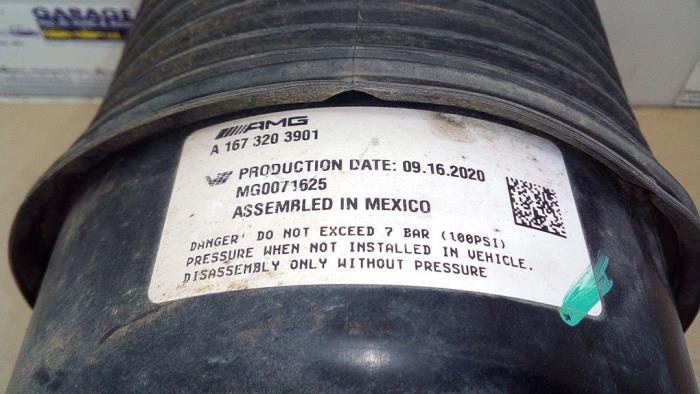 GARAGE
AMG
A 167 320 3901
PRODUCTION DATE: 09.16.2020
MG0071625
ASSEMBLED IN MEXICO
DANGER: DO NOT EXCEED 7 BAR (100PSI)
PRESSURE WHEN NOT INSTALLED IN VEHICLE.
DISASSEMBLY ONLY WITHOUT PRESSURE